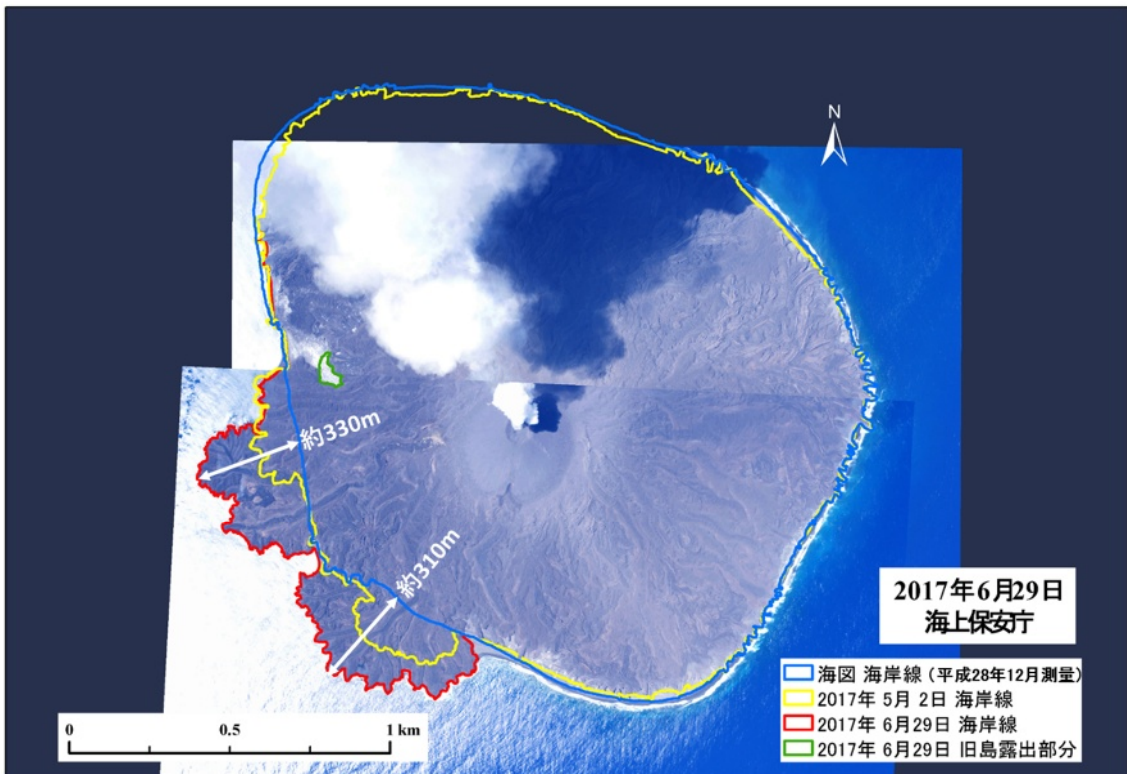 N
約330m
約310m
2017年6月29日
海上保安庁
海図 海岸線 (平成28年12月測量)
2017年 5月 2日 海岸線
2017年 6月29日 海岸線
2017年 6月29日 旧島露出部分
0 0.5 1 km